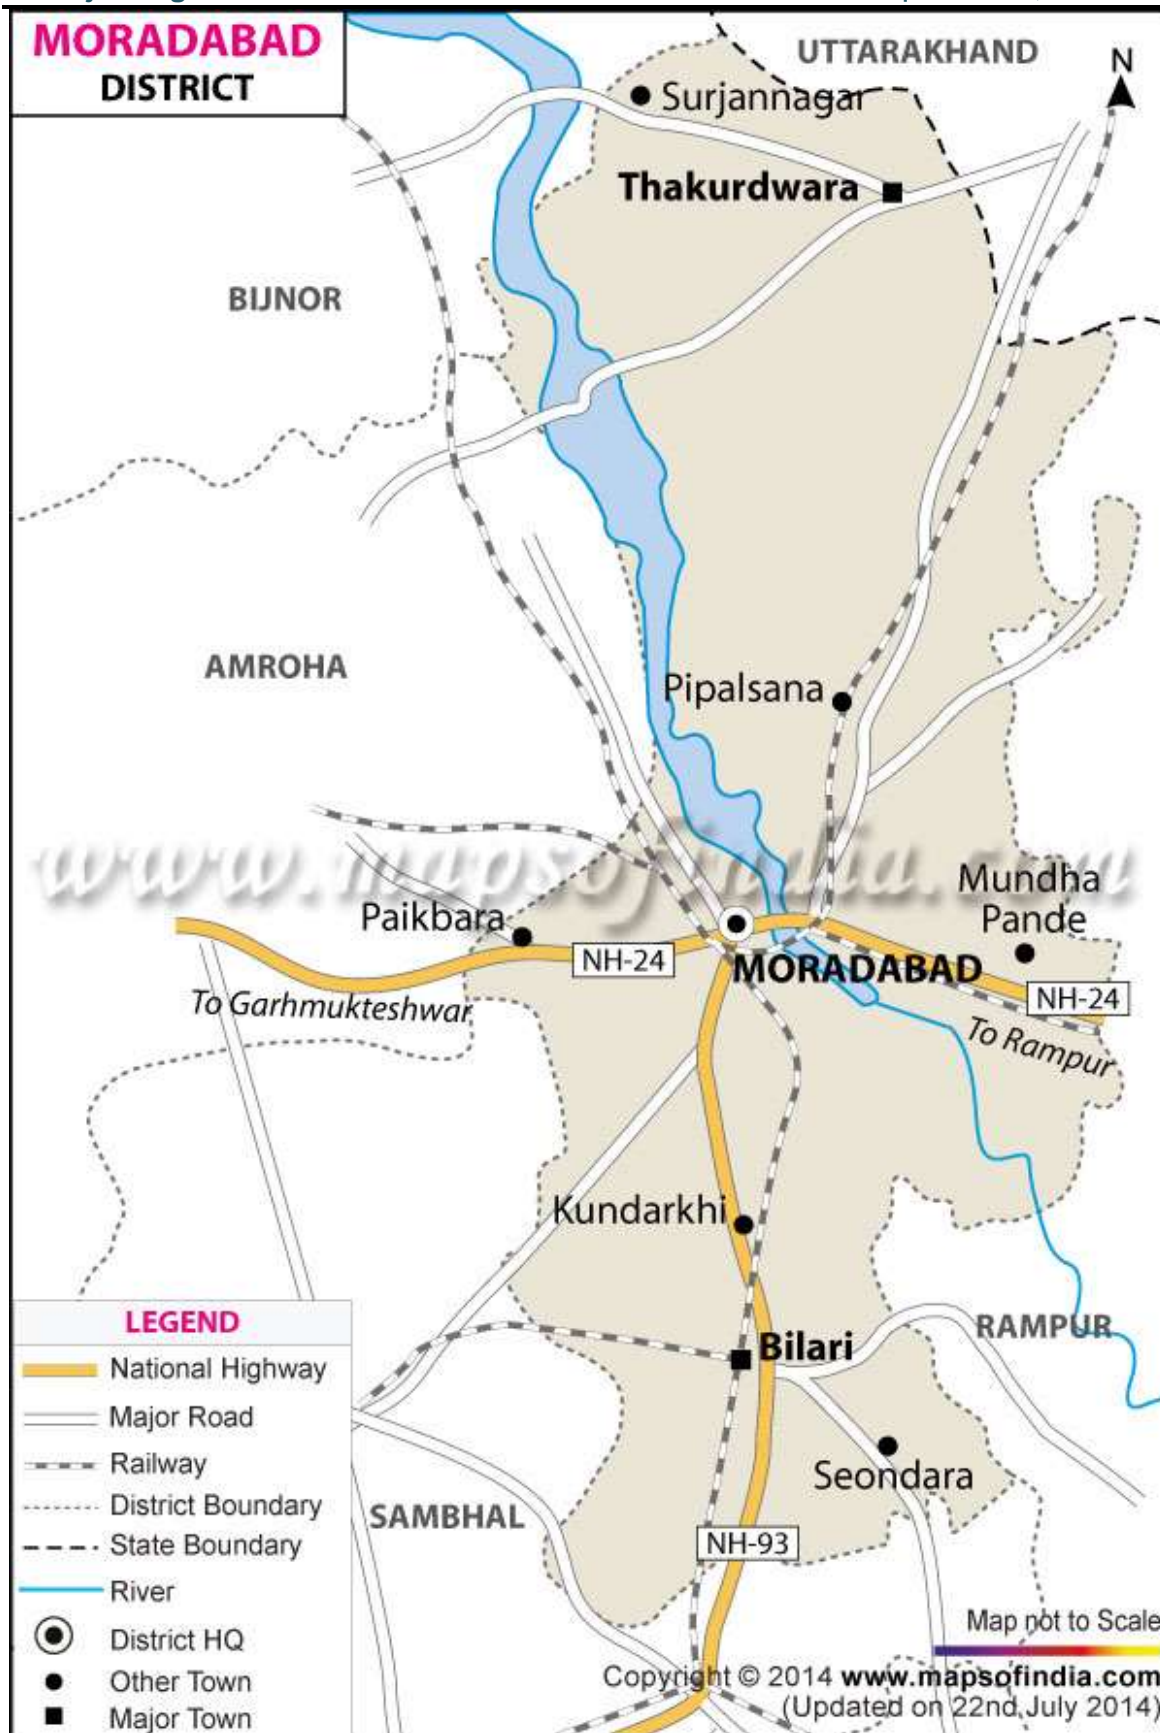 MORADABAD
DISTRICT
UTTARAKHAND
N
Surjannagar
Thakurdwara
BIJNOR
AMROHA
Pipalsana
www.mapsofindia.com
Mundha
Pande
Paikbara
NH-24
MORADABAD
NH-24
To Garhmukteshwar
To Rampur
Kundarkhi
RAMPUR
Bilari
Seondara
SAMBHAL
NH-93
LEGEND
National Highway
Major Road
Railway
District Boundary
State Boundary
River
District HQ
Other Town
Major Town
Map not to Scale
Copyright © 2014 www.mapsofindia.com
(Updated on 22nd July 2014)